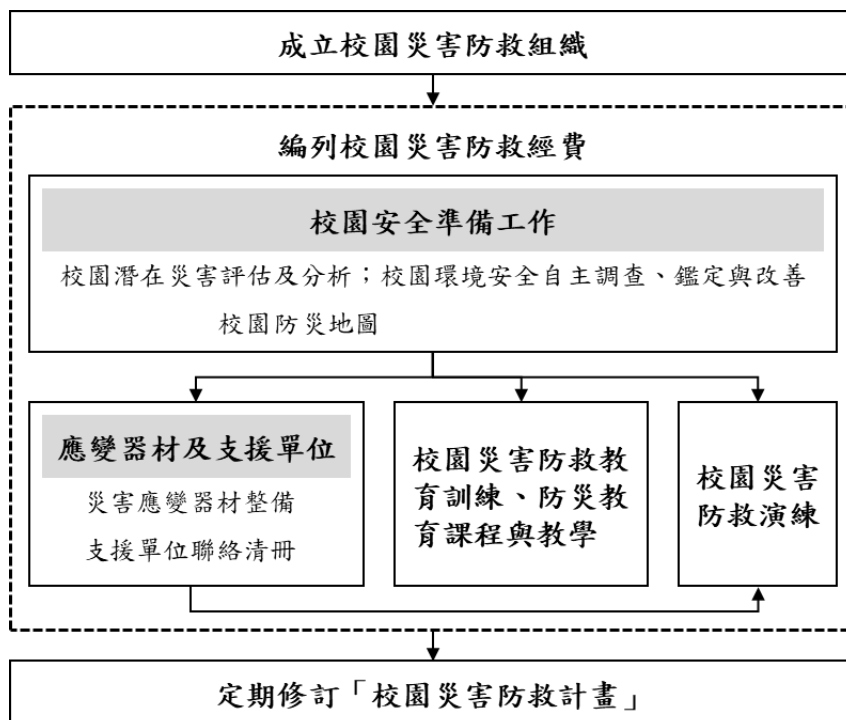 成立校園災害防救組織
編列校園災害防救經費
校園安全準備工作
校園潛在災害評估及分析；校園環境安全自主調查、鑑定與改善
校園防災地圖
應變器材及支援單位
災害應變器材整備
支援單位聯絡清冊
校園災害防救教
育訓練、防災教
育課程與教學
校園災害
防救演練
定期修訂「校園災害防救計畫」